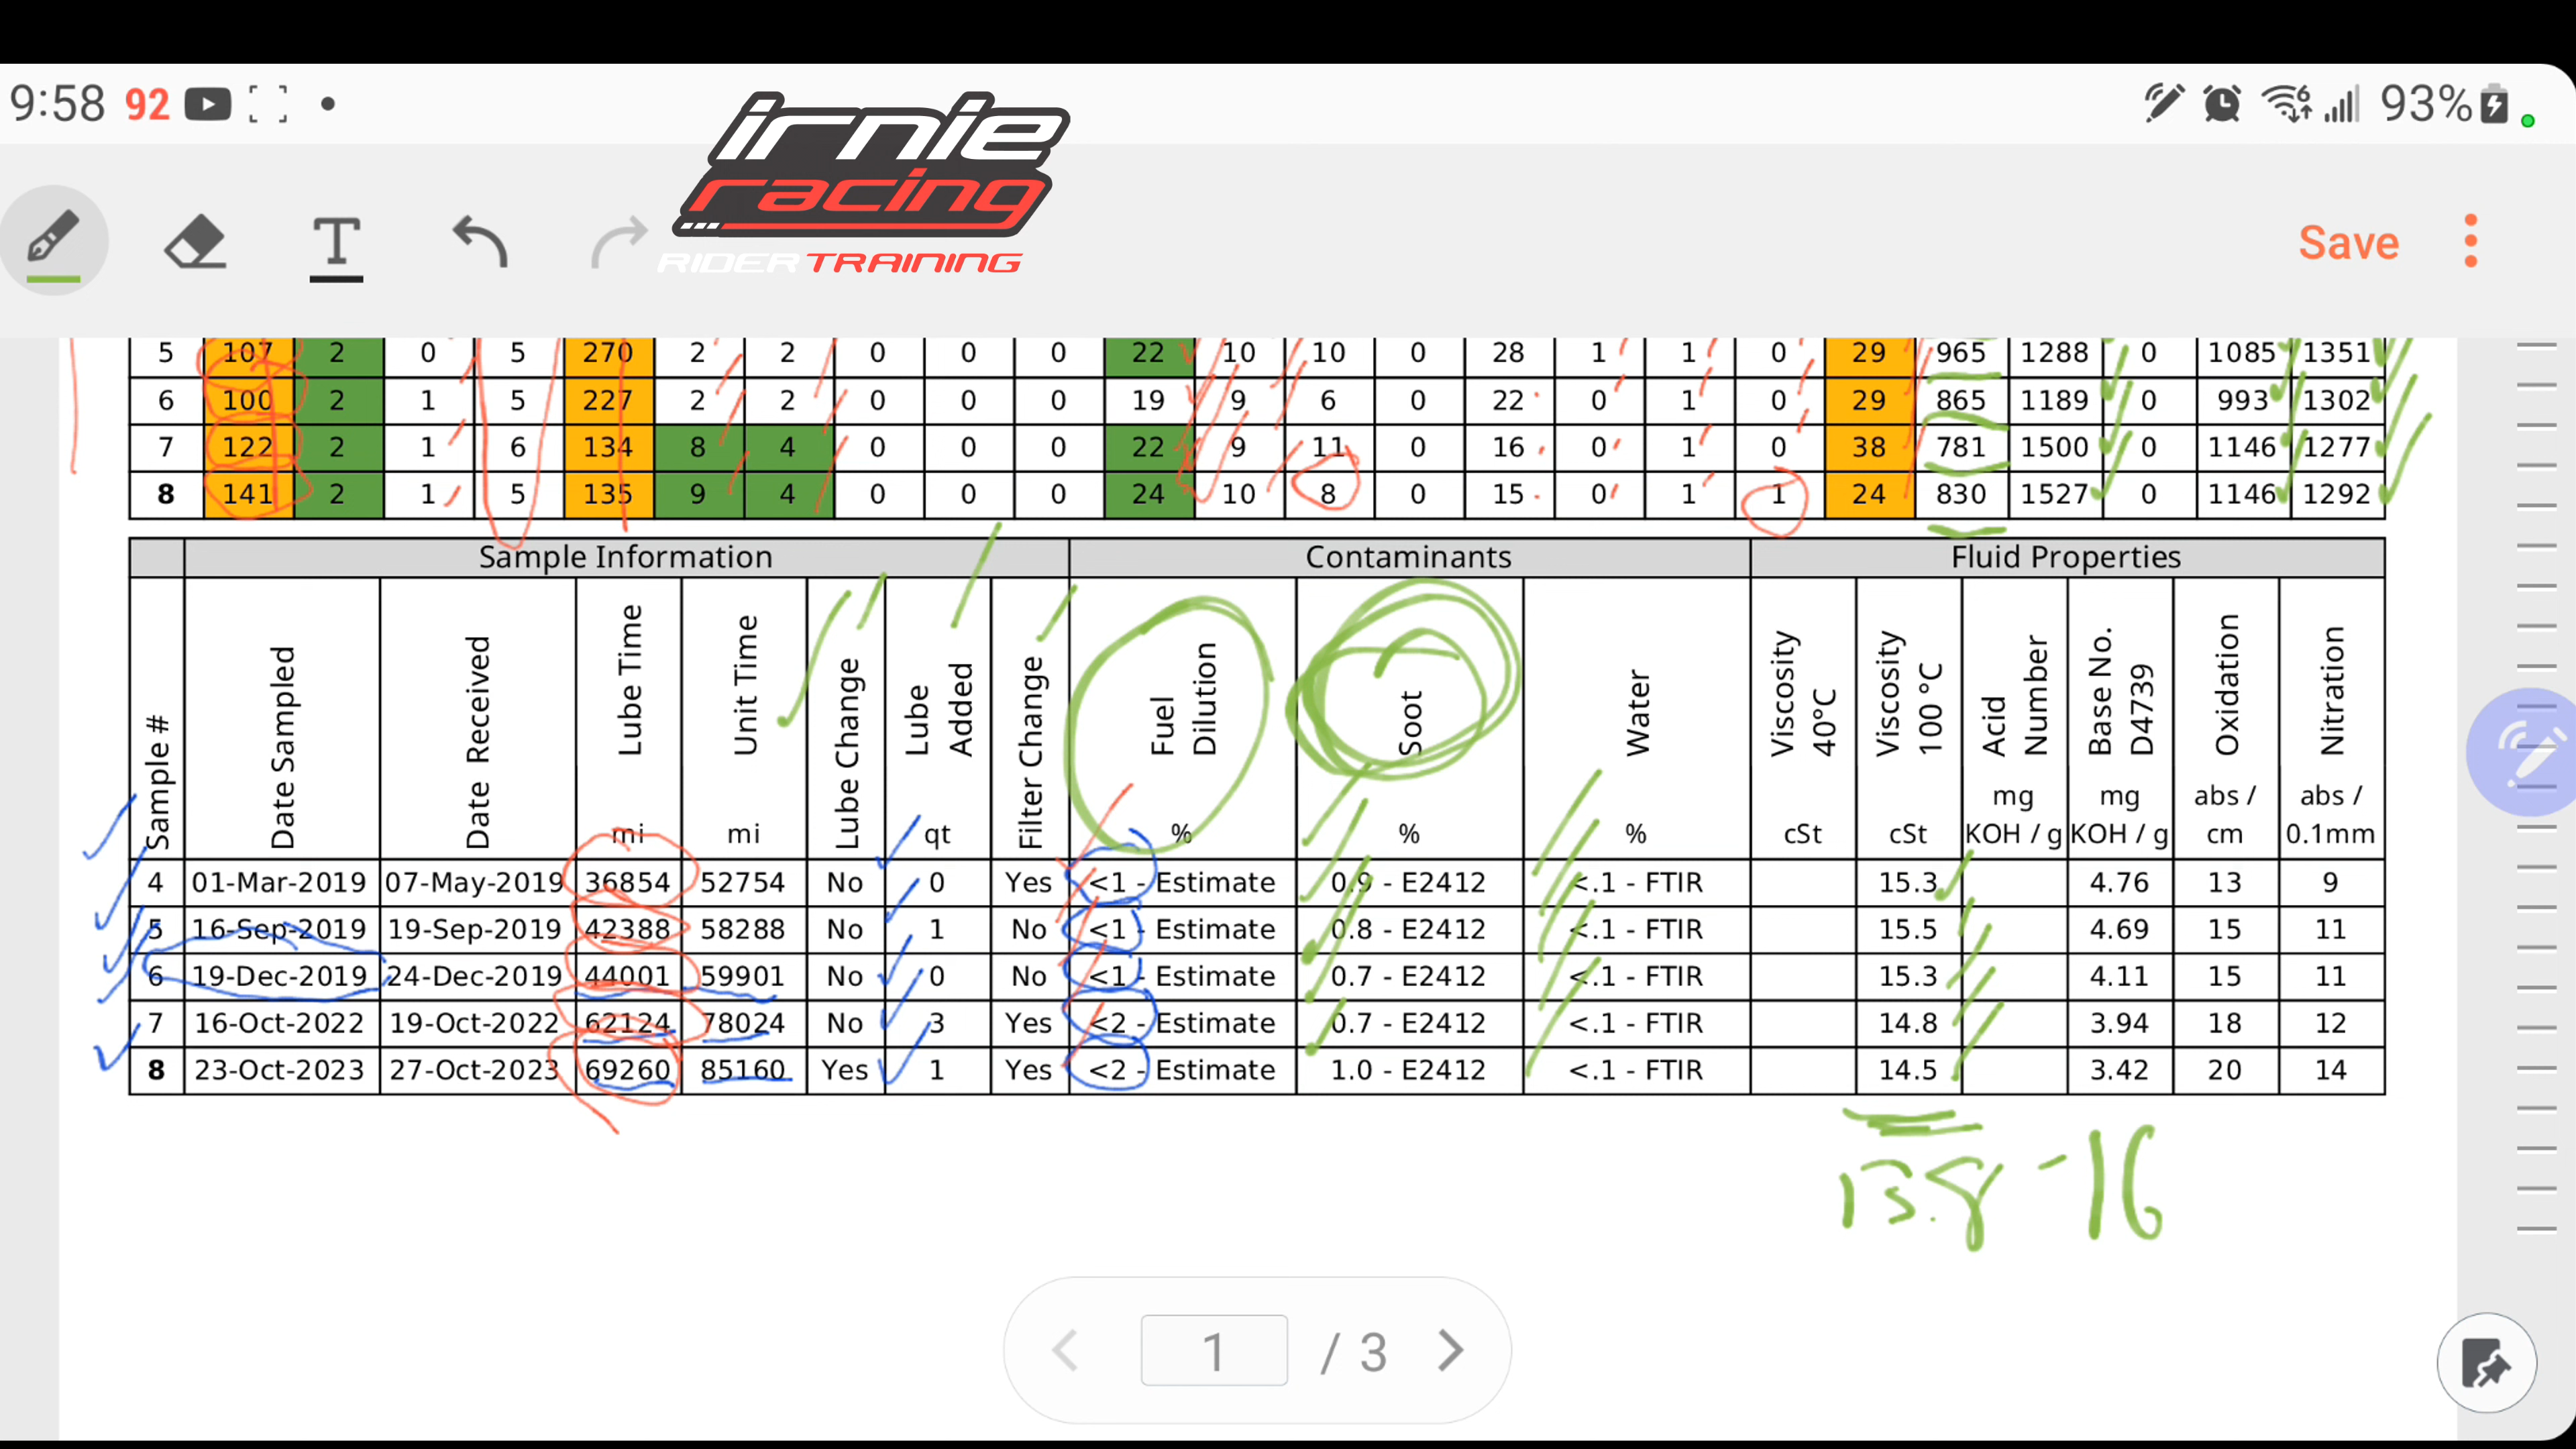 9:58 92 93%
irnie
racing
RIDER TRAINING
T Save
5 107 2 0 5 270 2 2 0 0 0 22 10 10 0 28 1 1 0 29 965 1288 0 1085 1351
6 100 2 1 5 227 2 2 0 0 0 19 9 6 0 22 0 1 0 29 865 1189 0 993 1302
7 122 2 1 6 134 8 4 0 0 0 22 9 11 0 16 0 1 0 38 781 1500 0 1146 1277
8 141 2 1 5 135 9 4 0 0 0 24 10 8 0 15 0 1 1 24 830 1527 0 1146 1292
Sample Information Contaminants Fluid Properties
Sample #
Date Sampled
Date Received
Lube Time
mi
Unit Time
mi
Lube Change
Lube
Added
qt
Filter Change
Fuel
Dilution
%
Soot
%
Water
%
Viscosity
40°C
cSt
Viscosity
100 °C
cSt
Acid
Number
mg
KOH / g
Base No.
D4739
mg
KOH / g
Oxidation
abs /
cm
Nitration
abs /
0.1mm
4 01-Mar-2019 07-May-2019 36854 52754 No 0 Yes <1 - Estimate 0.9 - E2412 <.1 - FTIR 15.3 4.76 13 9
5 16-Sep-2019 19-Sep-2019 42388 58288 No 1 No <1 - Estimate 0.8 - E2412 <.1 - FTIR 15.5 4.69 15 11
6 19-Dec-2019 24-Dec-2019 44001 59901 No 0 No <1 - Estimate 0.7 - E2412 <.1 - FTIR 15.3 4.11 15 11
7 16-Oct-2022 19-Oct-2022 62124 78024 No 3 Yes <2 - Estimate 0.7 - E2412 <.1 - FTIR 14.8 3.94 18 12
8 23-Oct-2023 27-Oct-2023 69260 85160 Yes 1 Yes <2 - Estimate 1.0 - E2412 <.1 - FTIR 14.5 3.42 20 14
13.8 - 16
1 / 3